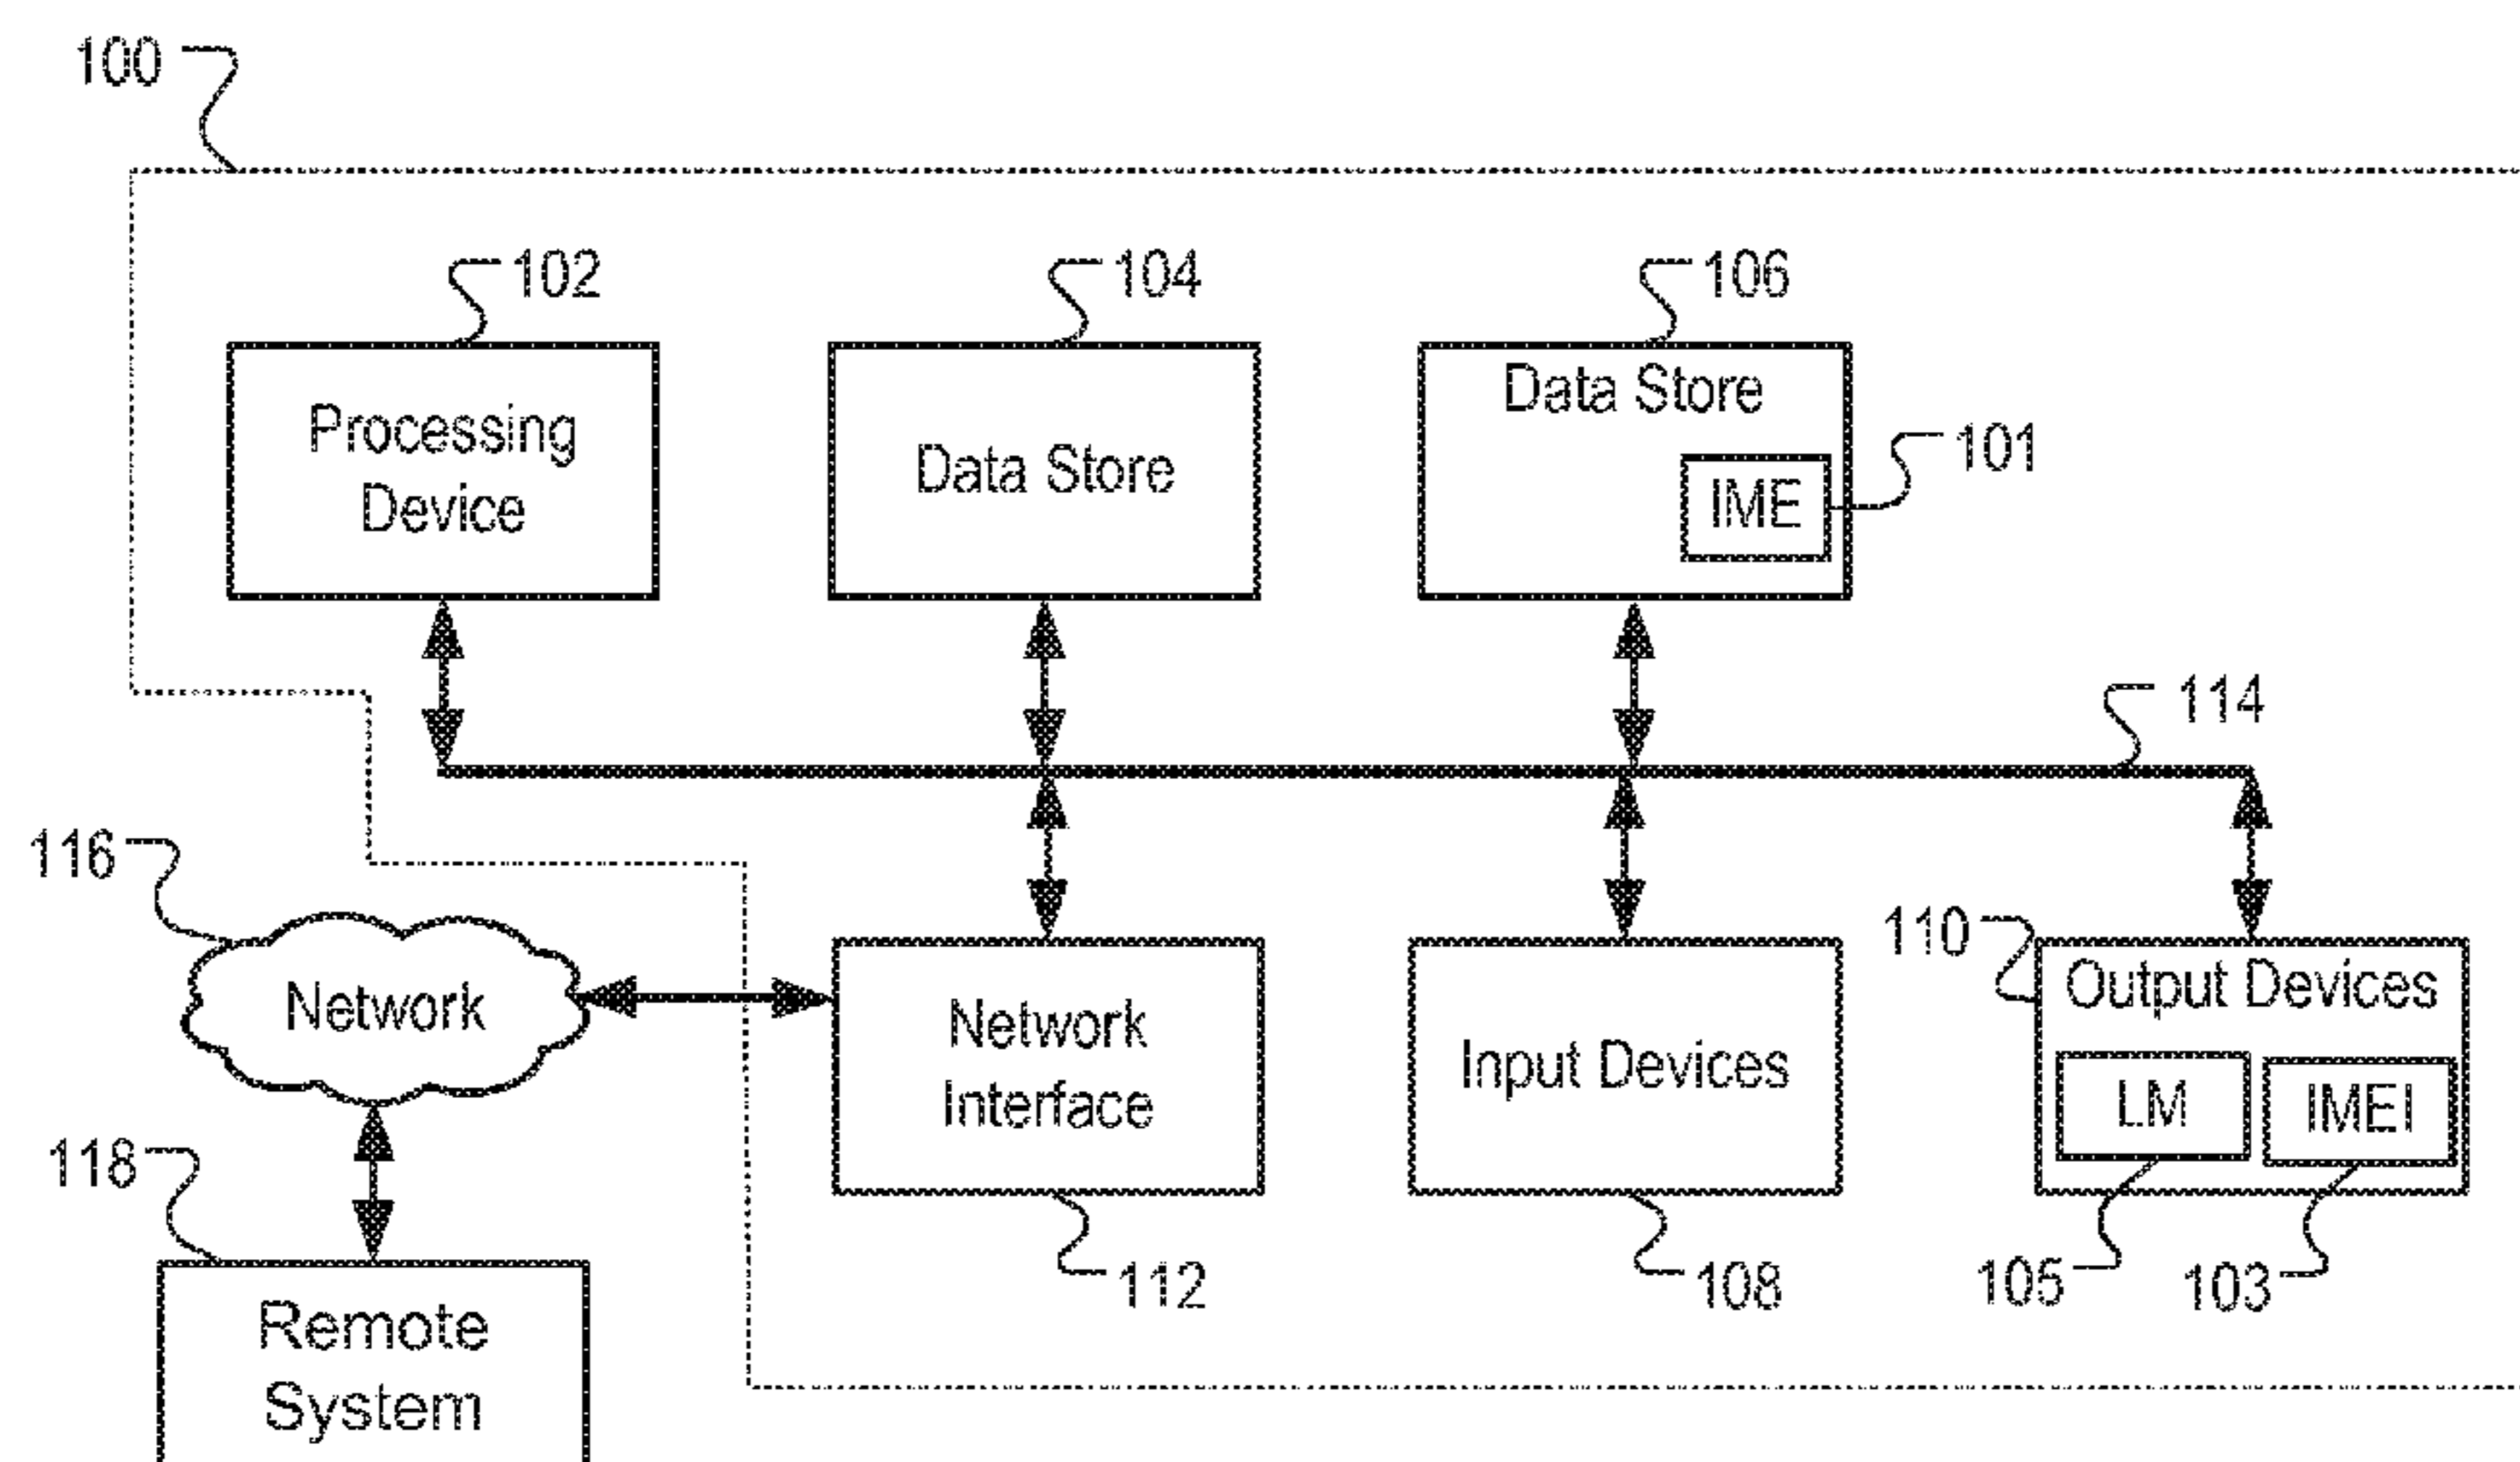 100
102
104
106
Processing
Device
Data Store
Data Store
IME
101
114
116
Network
Network
Interface
Input Devices
110
Output Devices
LM
IMEI
118
112
108
105
103
Remote
System